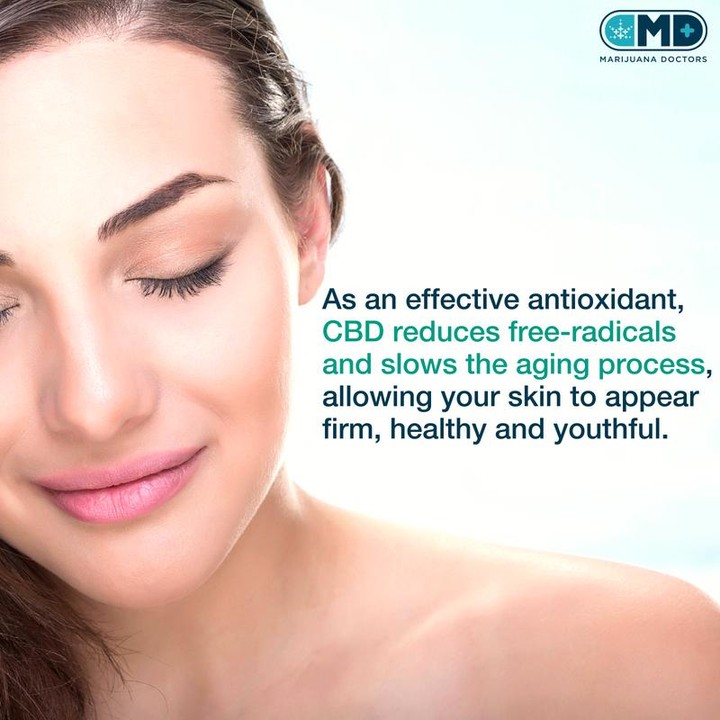 CMD
MARIJUANA DOCTORS
As an effective antioxidant,
CBD reduces free-radicals
and slows the aging process,
allowing your skin to appear
firm, healthy and youthful.